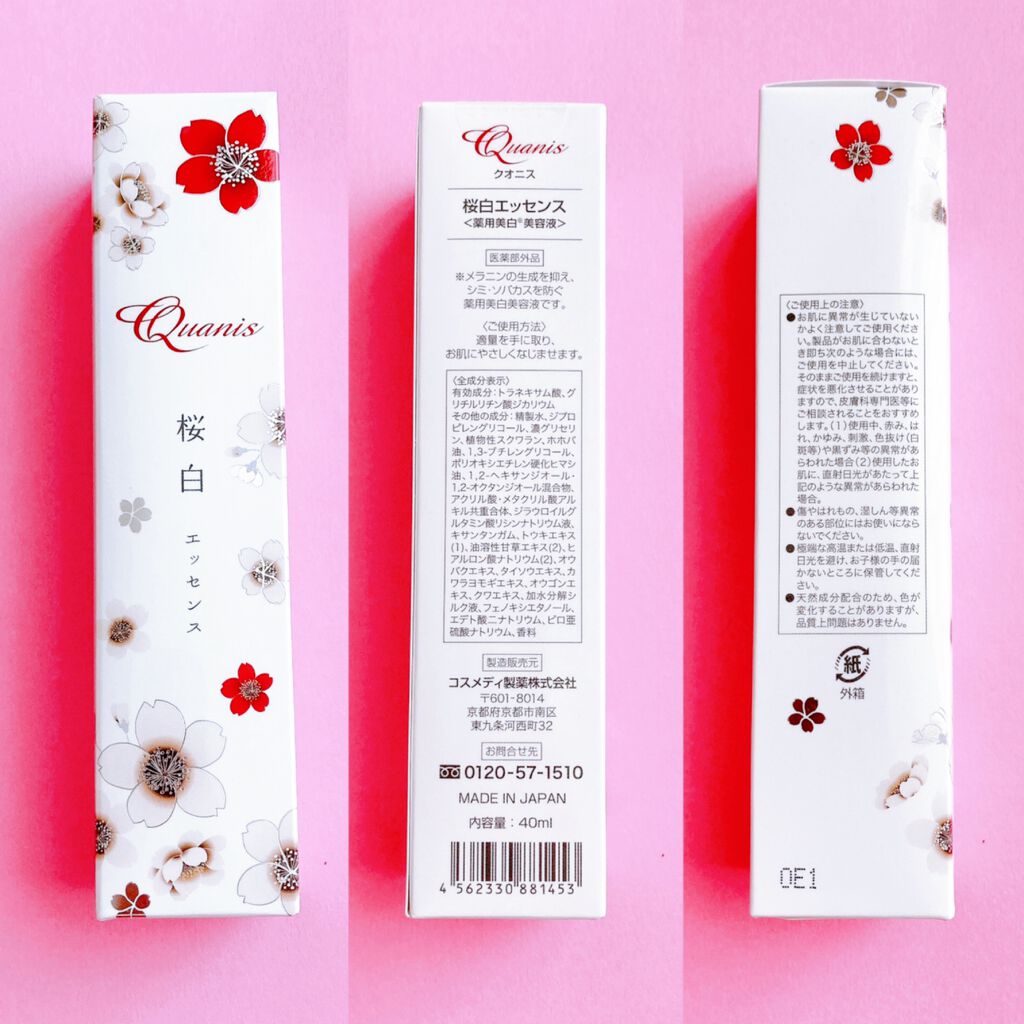 Quanis
桜白
エッセンス
Quanis
クオニス
桜白エッセンス
<薬用美白※美容液>
医薬部外品
※メラニンの生成を抑え、
シミ・ソバカスを防ぐ
薬用美白美容液です。
〈ご使用方法〉
適量を手に取り、
お肌にやさしくなじませます。
〈全成分表示〉
有効成分：トラネキサム酸、グ
リチルリチン酸ジカリウム
その他の成分：精製水、ジプロ
ピレングリコール、濃グリセリ
ン、植物性スクワラン、ホホバ
油、1,3-ブチレングリコール、
ポリオキシエチレン硬化ヒマシ
油、1,2-ヘキサンジオール・
1,2-オクタンジオール混合物、
アクリル酸・メタクリル酸アル
キル共重合体、ジラウロイルグ
ルタミン酸リシンナトリウム液、
キサンタンガム、トウキエキス
(1)、油溶性甘草エキス(2)、ヒ
アルロン酸ナトリウム(2)、オウ
バクエキス、タイソウエキス、カ
ワラヨモギエキス、オウゴンエ
キス、クワエキス、加水分解シ
ルク液、フェノキシエタノール、
エデト酸二ナトリウム、ピロ亜
硫酸ナトリウム、香料
製造販売元
コスメディ製薬株式会社
〒601-8014
京都府京都市南区
東九条河西町32
お問合せ先
0120-57-1510
MADE IN JAPAN
内容量：40ml
4 562330 881453
〈ご使用上の注意〉
●お肌に異常が生じていない
かよく注意してご使用くださ
い。製品がお肌に合わないと
き即ち次のような場合には、
ご使用を中止してください。
そのままご使用を続けますと、
症状を悪化させることがあり
ますので、皮膚科専門医等に
ご相談されることをおすすめ
します。(1)使用中、赤み、は
れ、かゆみ、刺激、色抜け(白
斑等)や黒ずみ等の異常が
あらわれた場合(2)使用したお
肌に、直射日光があたって上
記のような異常があらわれた
場合。
●傷やはれもの、湿しん等異常
のある部位にはお使いになら
ないでください。
●極端な高温または低温、直射
日光を避け、お子様の手の届
かないところに保管してくださ
い。
●天然成分配合のため、色が
変化することがありますが、
品質上問題はありません。
紙
外箱
0E1